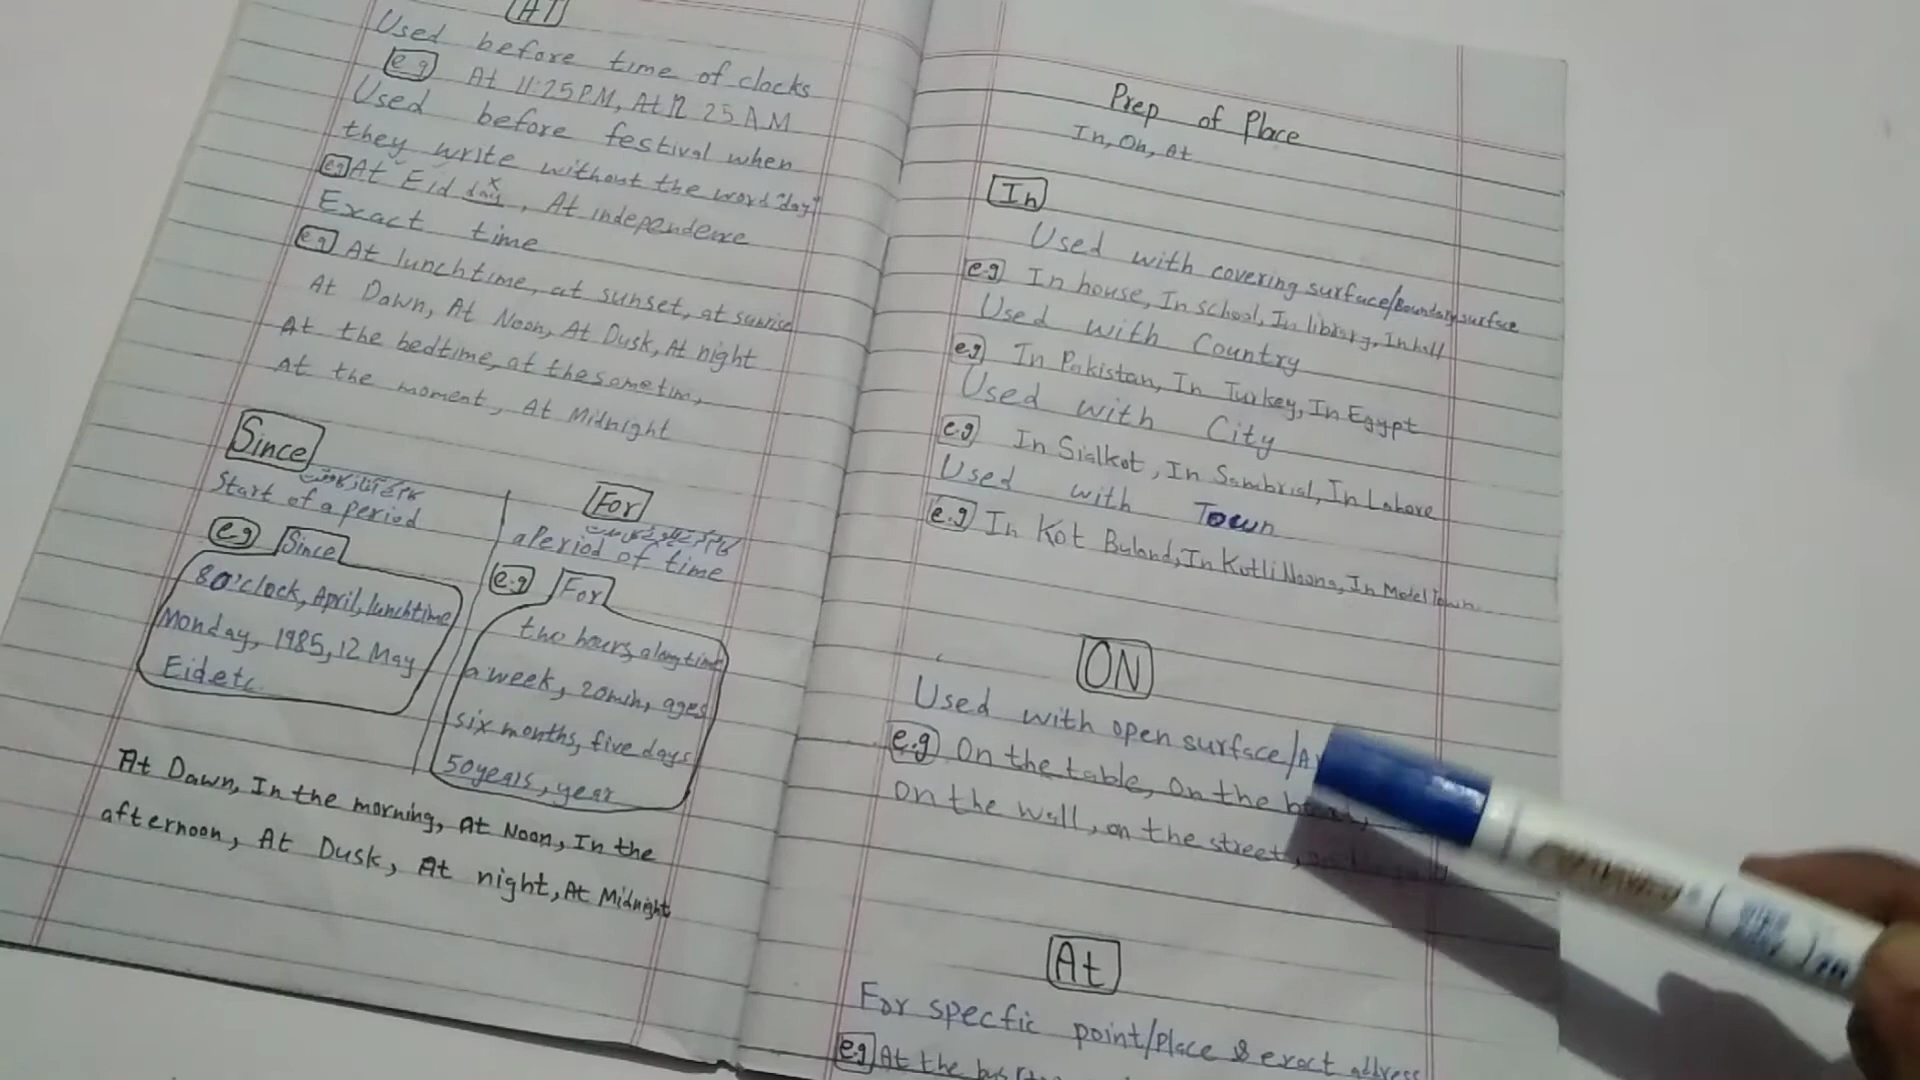 AT
Used before time of clocks
e.g At 11:25PM, At 12 25 AM
Used before festival when
they write without the word "day"
e.g At Eid day x, At independence
Exact time
e.g At lunchtime, at sunset, at sunrise
At Dawn, At Noon, At Dusk, At night
At the bedtime, at the sametim,
At the moment, At Midnight
Since
Start of a period
e.g Since
8 O'clock, April, lunchtime
Monday, 1985, 12 May
Eid etc
For
a Period of time
e.g For
two hours, a long time
a week, 20min, ages
six months, five days
50 years, year
At Dawn, In the morning, At Noon, In the
afternoon, At Dusk, At night, At Midnight
Prep of Place
In, On, At
In
Used with covering surface/Boundary surface
e.g In house, In school, In library, In hall
Used with Country
e.g In Pakistan, In Turkey, In Egypt
Used with City
e.g In Sialkot, In Sambrial, In Lahore
Used with Town
e.g In Kot Buland, In Kotli Noona, In Model Town
ON
Used with open surface/
e.g On the table, On the
on the wall, on the street,
At
For specfic point/Place & exact address
e.g At the bus